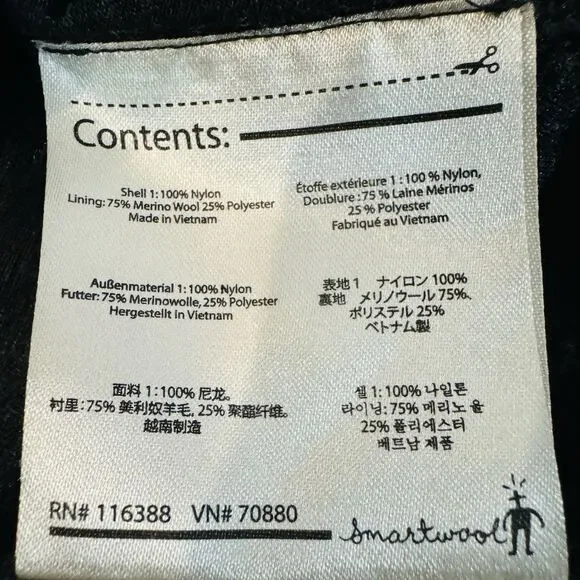 Contents:
Shell 1: 100% Nylon
Lining: 75% Merino Wool 25% Polyester
Made in Vietnam
Étoffe extérieure 1 : 100 % Nylon,
Doublure : 75 % Laine Mérinos
25 % Polyester
Fabriqué au Vietnam
Außenmaterial 1: 100% Nylon
Futter: 75% Merinowolle, 25% Polyester
Hergestellt in Vietnam
表地 1 ナイロン 100%
裏地 メリノウール 75%、
ポリステル 25%
ベトナム製
面料 1: 100% 尼龙。
衬里: 75% 美利奴羊毛, 25% 聚酯纤维。
越南制造
셸 1: 100% 나일론
라이닝: 75% 메리노 울
25% 폴리에스터
베트남 제품
RN# 116388 VN# 70880
smartwool